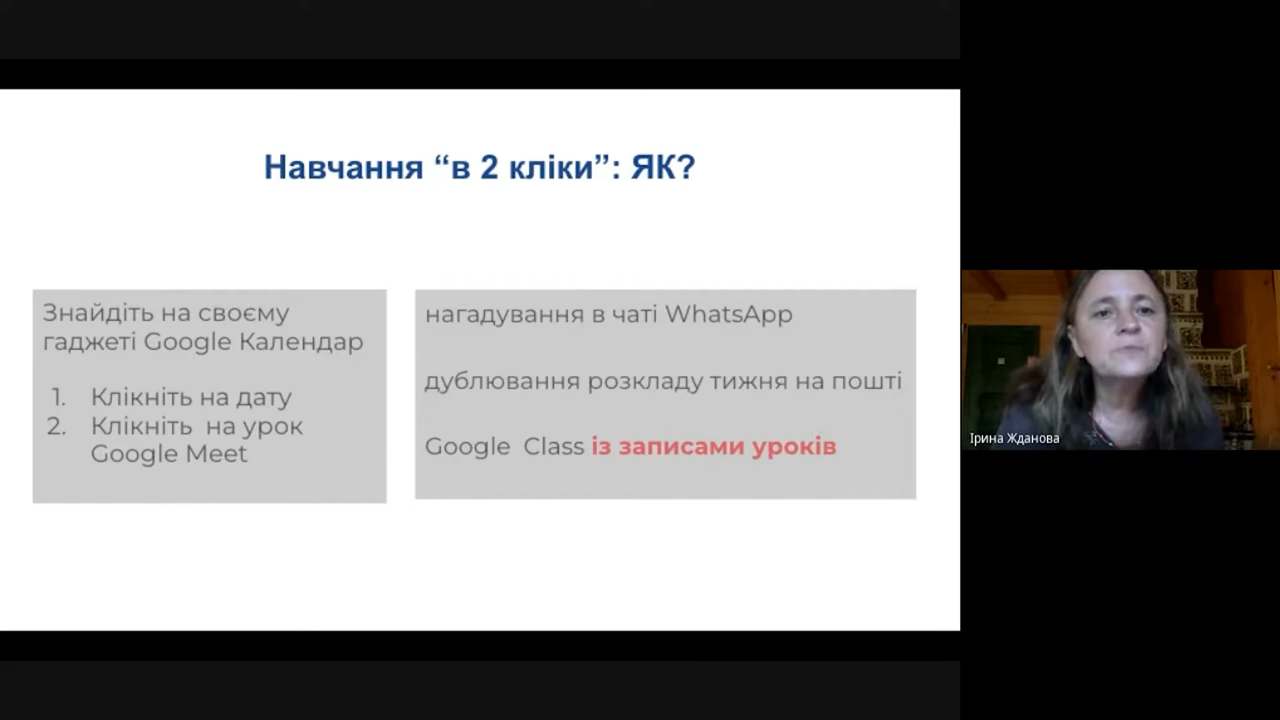 Навчання “в 2 кліки”: ЯК?
Знайдіть на своєму
гаджеті Google Календар
1. Клікніть на дату
2. Клікніть на урок
Google Meet
нагадування в чаті WhatsApp
дублювання розкладу тижня на пошті
Google Class із записами уроків
Ірина Жданова